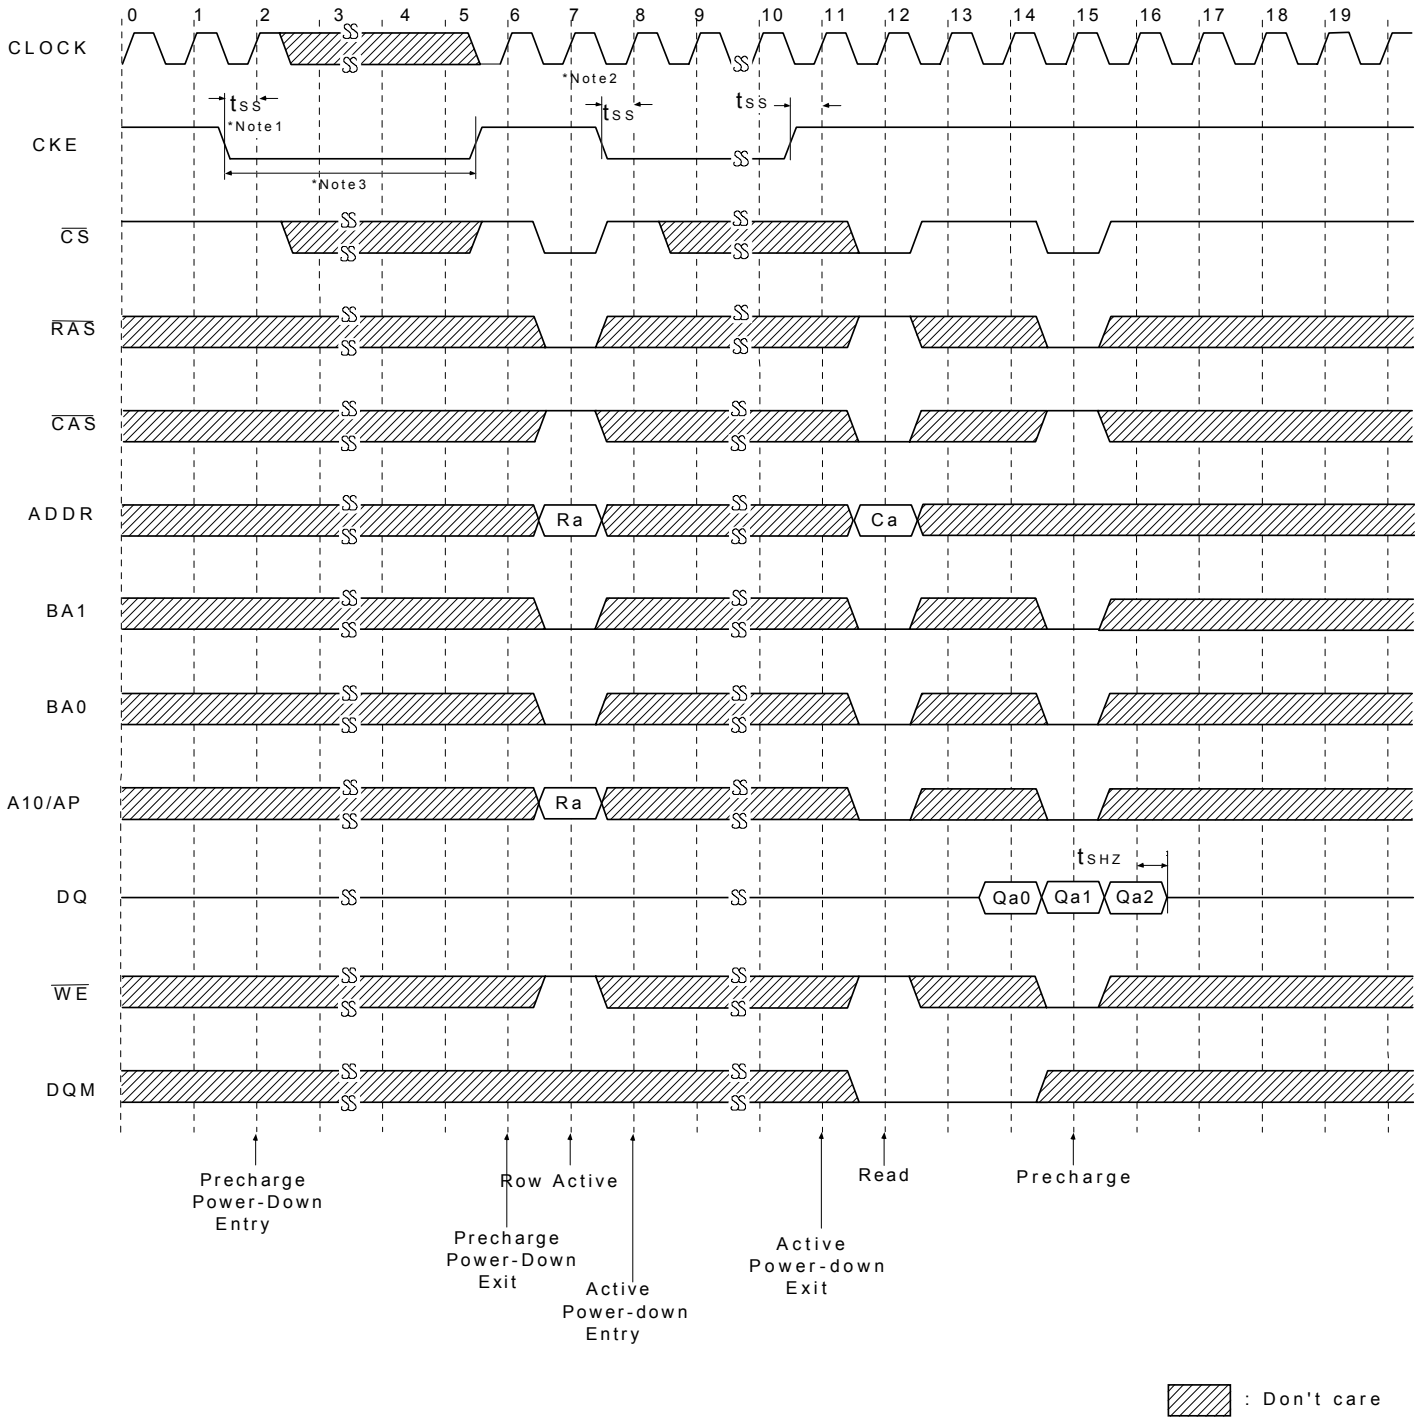 0 1 2 3 4 5 6 7 8 9 10 11 12 13 14 15 16 17 18 19
CLOCK
*Note2
tSS
tSS
tSS
*Note1
CKE
*Note3
CS
RAS
CAS
ADDR
Ra
Ca
BA1
BA0
A10/AP
Ra
tSHZ
DQ
Qa0 Qa1 Qa2
WE
DQM
Precharge
Power-Down
Entry
Row Active
Read
Precharge
Precharge
Power-Down
Exit
Active
Power-down
Exit
Active
Power-down
Entry
: Don't care